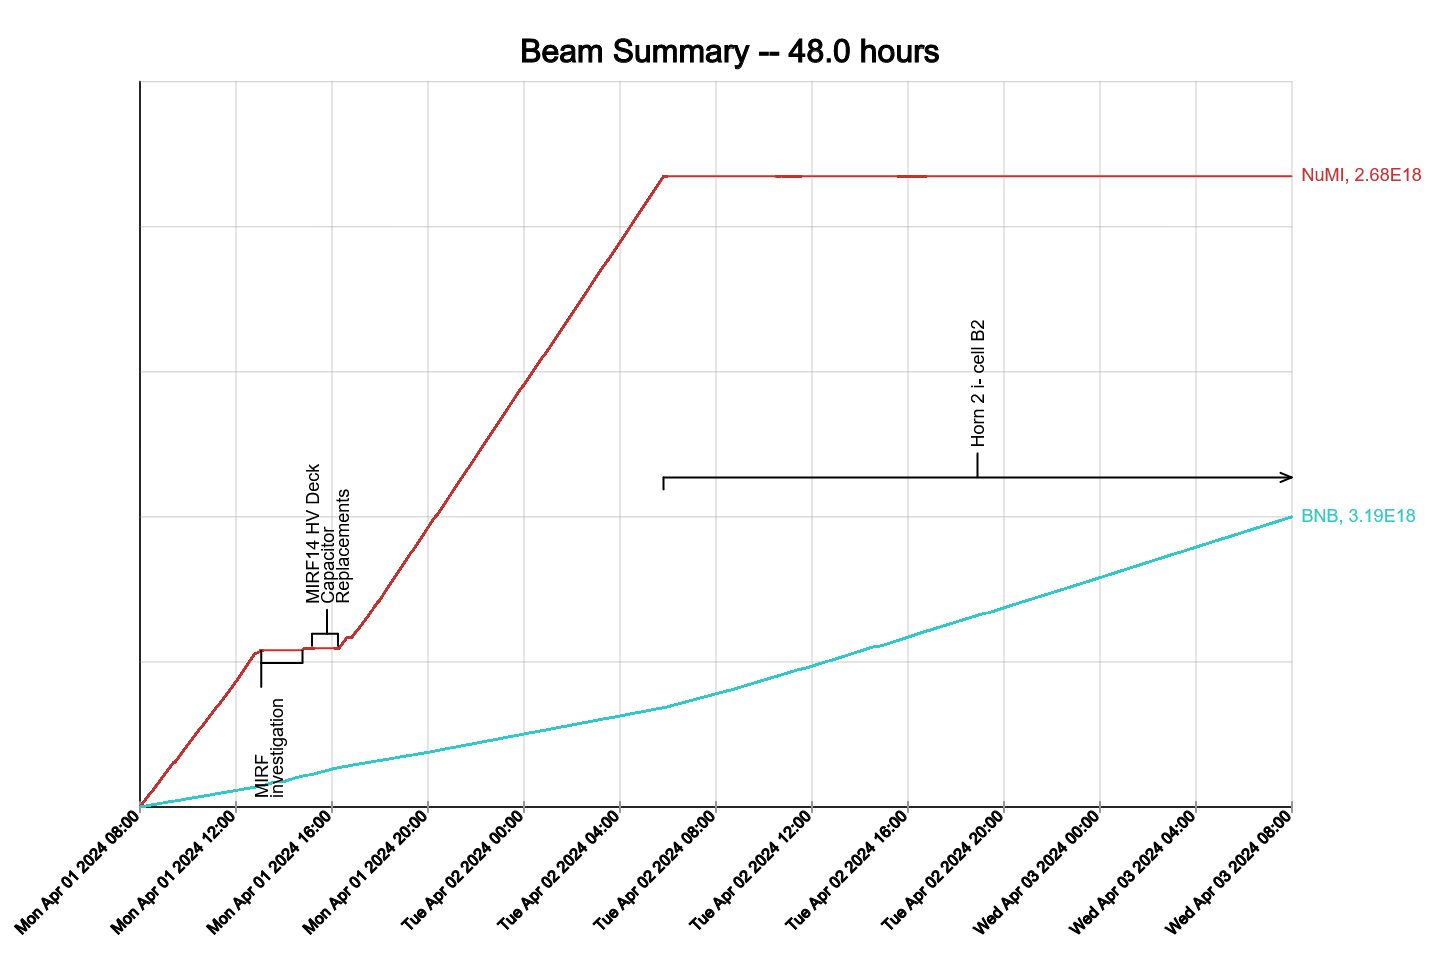 Beam Summary -- 48.0 hours
NuMI, 2.68E18
Horn 2 i- cell B2
MIRF14 HV Deck
Capacitor
Replacements
BNB, 3.19E18
MIRF
investigation
Mon Apr 01 2024 08:00
Mon Apr 01 2024 12:00
Mon Apr 01 2024 16:00
Mon Apr 01 2024 20:00
Tue Apr 02 2024 00:00
Tue Apr 02 2024 04:00
Tue Apr 02 2024 08:00
Tue Apr 02 2024 12:00
Tue Apr 02 2024 16:00
Tue Apr 02 2024 20:00
Wed Apr 03 2024 00:00
Wed Apr 03 2024 04:00
Wed Apr 03 2024 08:00